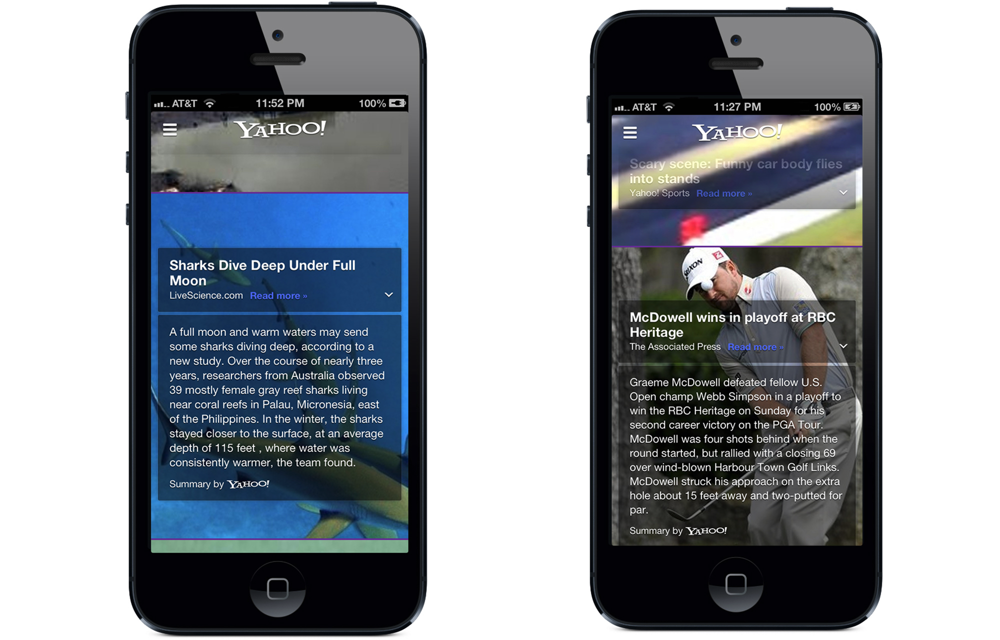 AT&T 11:52 PM 100%
YAHOO!
Sharks Dive Deep Under Full
Moon
LiveScience.com Read more »
A full moon and warm waters may send
some sharks diving deep, according to a
new study. Over the course of nearly three
years, researchers from Australia observed
39 mostly female gray reef sharks living
near coral reefs in Palau, Micronesia, east
of the Philippines. In the winter, the sharks
stayed closer to the surface, at an average
depth of 115 feet , where water was
consistently warmer, the team found.
Summary by YAHOO!
AT&T 11:27 PM 100%
YAHOO!
Scary scene: Funny car body flies
into stands
Yahoo! Sports Read more »
SRIXON
McDowell wins in playoff at RBC
Heritage
The Associated Press Read more »
Graeme McDowell defeated fellow U.S.
Open champ Webb Simpson in a playoff to
win the RBC Heritage on Sunday for his
second career victory on the PGA Tour.
McDowell was four shots behind when the
round started, but rallied with a closing 69
over wind-blown Harbour Town Golf Links.
McDowell struck his approach on the extra
hole about 15 feet away and two-putted for
par.
Summary by YAHOO!